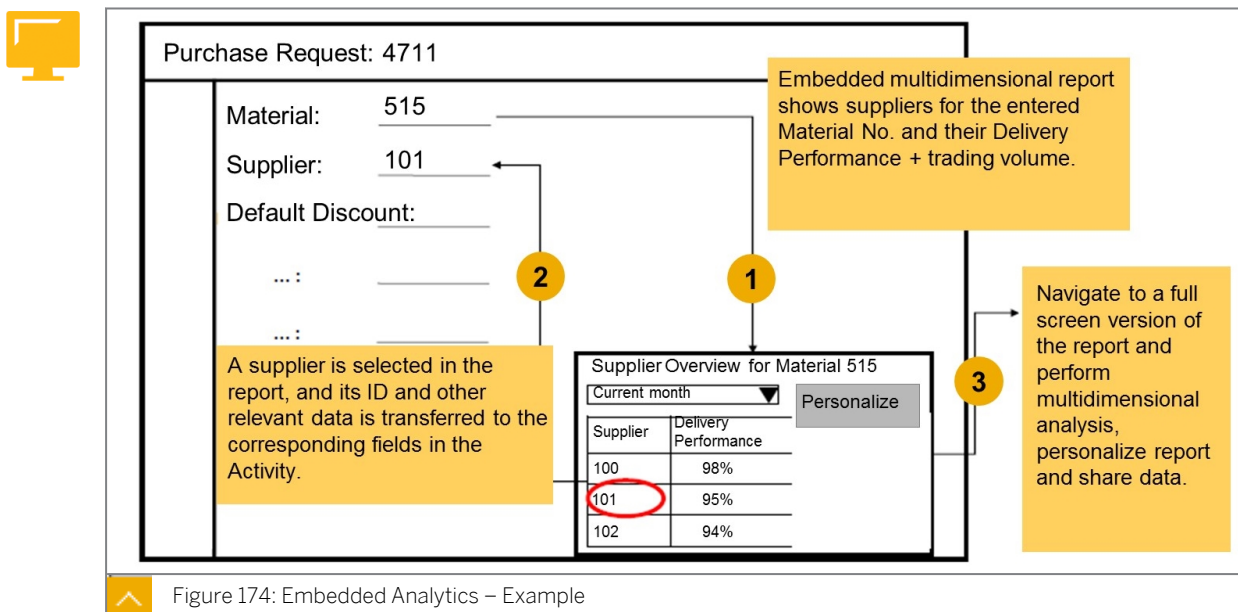 Purchase Request: 4711
Material: 515
Supplier: 101
Default Discount:
... :
... :
Embedded multidimensional report
shows suppliers for the entered
Material No. and their Delivery
Performance + trading volume.
1
2
A supplier is selected in the
report, and its ID and other
relevant data is transferred to the
corresponding fields in the
Activity.
Supplier Overview for Material 515
Current month
Personalize
Supplier Delivery
Performance
100 98%
101 95%
102 94%
3
Navigate to a full
screen version of
the report and
perform
multidimensional
analysis,
personalize report
and share data.
Figure 174: Embedded Analytics – Example